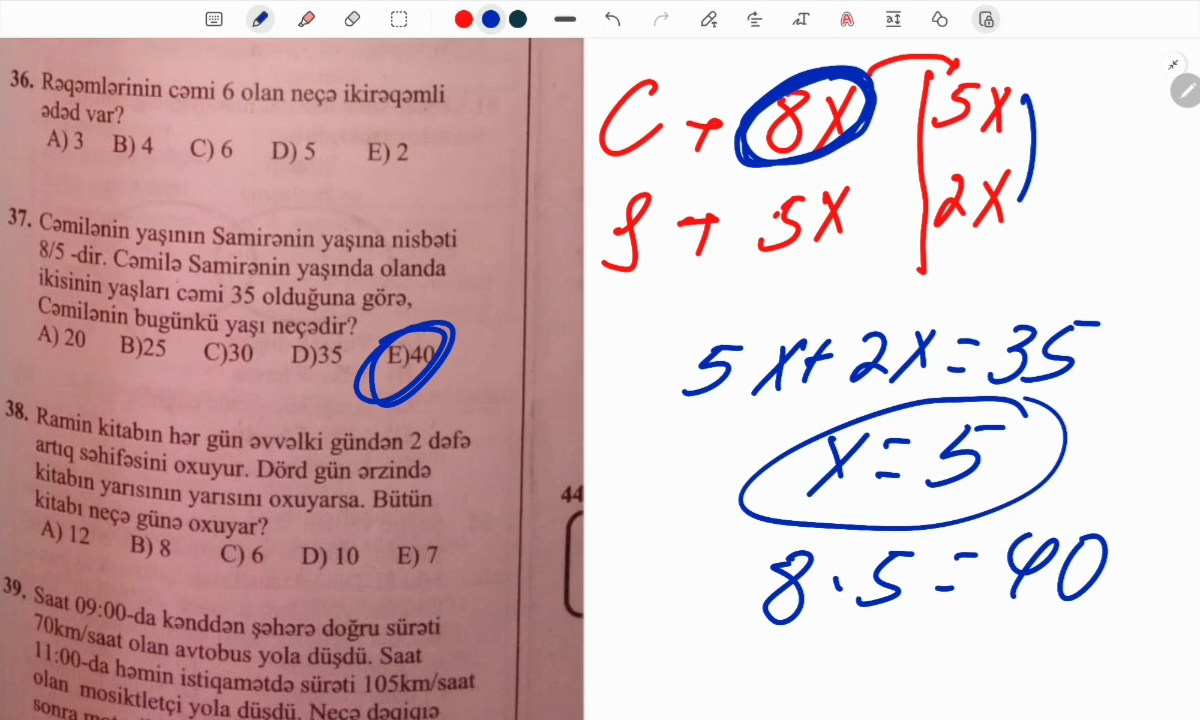 36. Rəqəmlərinin cəmi 6 olan neçə ikirəqəmli
ədəd var?
A) 3 B) 4 C) 6 D) 5 E) 2
37. Cəmilənin yaşının Samirənin yaşına nisbəti
8/5 -dir. Cəmilə Samirənin yaşında olanda
ikisinin yaşları cəmi 35 olduğuna görə,
Cəmilənin bugünkü yaşı neçədir?
A) 20 B)25 C)30 D)35 E)40
38. Ramin kitabın hər gün əvvəlki gündən 2 dəfə
artıq səhifəsini oxuyur. Dörd gün ərzində
kitabın yarısının yarısını oxuyarsa. Bütün
kitabı neçə günə oxuyar?
A) 12 B) 8 C) 6 D) 10 E) 7
39. Saat 09:00-da kənddən şəhərə doğru sürəti
70km/saat olan avtobus yola düşdü. Saat
11:00-da həmin istiqamətdə sürəti 105km/saat
olan mosiktletçi yola düşdü. Neçə dəqiqə
sonra
44
C → 8X | 5X
S → 5X | 2X
5X+2X=35
X=5
8·5=40